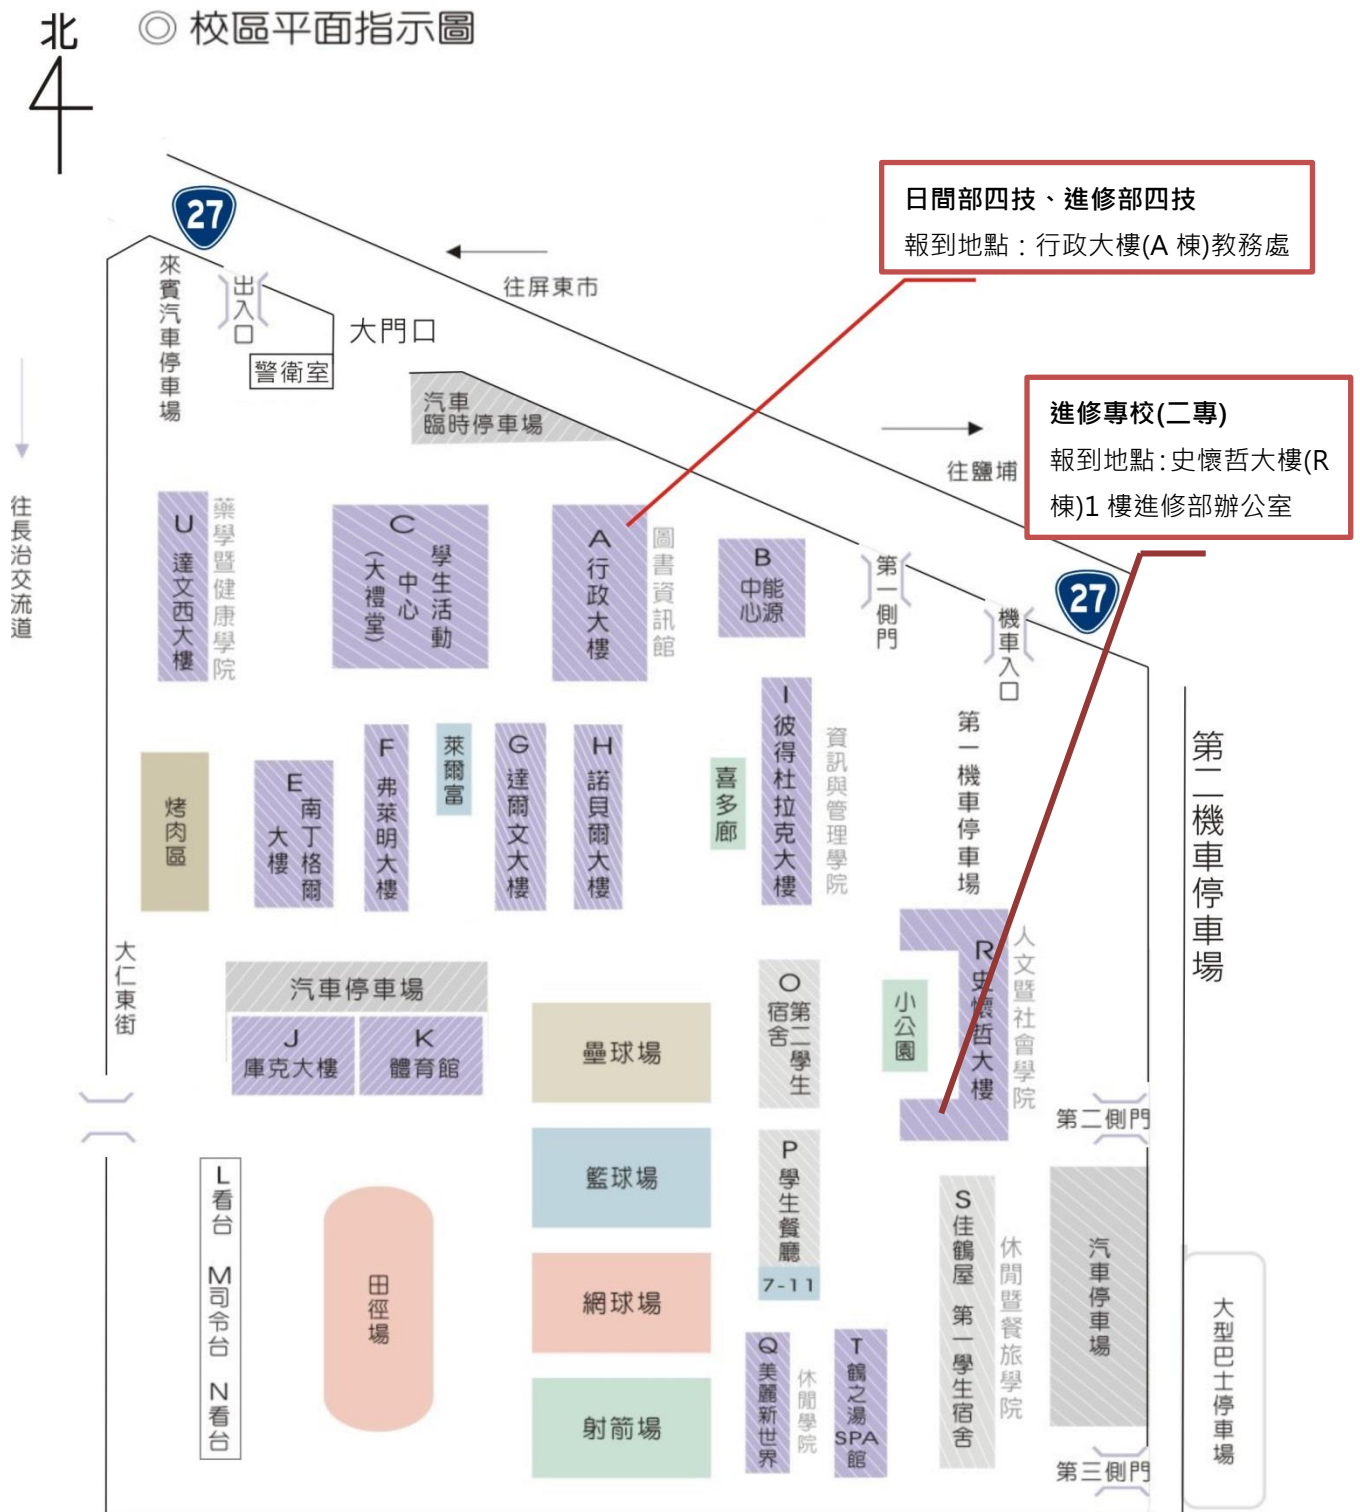 北
◎ 校區平面指示圖
27
日間部四技、進修部四技
報到地點：行政大樓(A 棟)教務處
往屏東市
來賓汽車停車場
出入口
大門口
警衛室
汽車
臨時停車場
進修專校(二專)
報到地點:史懷哲大樓(R
棟)1 樓進修部辦公室
往鹽埔
往長治交流道
U 達文西大樓
藥學暨健康學院
C
學生活動
中心
(大禮堂)
A 行政大樓
圖書資訊館
B
能源
中心
第一側門
27
機車入口
第一機車停車場
第二機車停車場
烤肉區
E
南丁格爾
大樓
F 弗萊明大樓
萊爾富
G 達爾文大樓
H 諾貝爾大樓
喜多廊
I 彼得杜拉克大樓
資訊與管理學院
大仁東街
汽車停車場
J
庫克大樓
K
體育館
壘球場
O
第二學生
宿舍
小公園
R 史懷哲大樓
人文暨社會學院
第二側門
L 看台
M 司令台
N 看台
田徑場
籃球場
網球場
射箭場
P 學生餐廳
7-11
S 佳鶴屋 第一學生宿舍
休閒暨餐旅學院
汽車停車場
大型巴士停車場
Q 美麗新世界
休閒學院
T
鶴之湯
SPA
館
第三側門